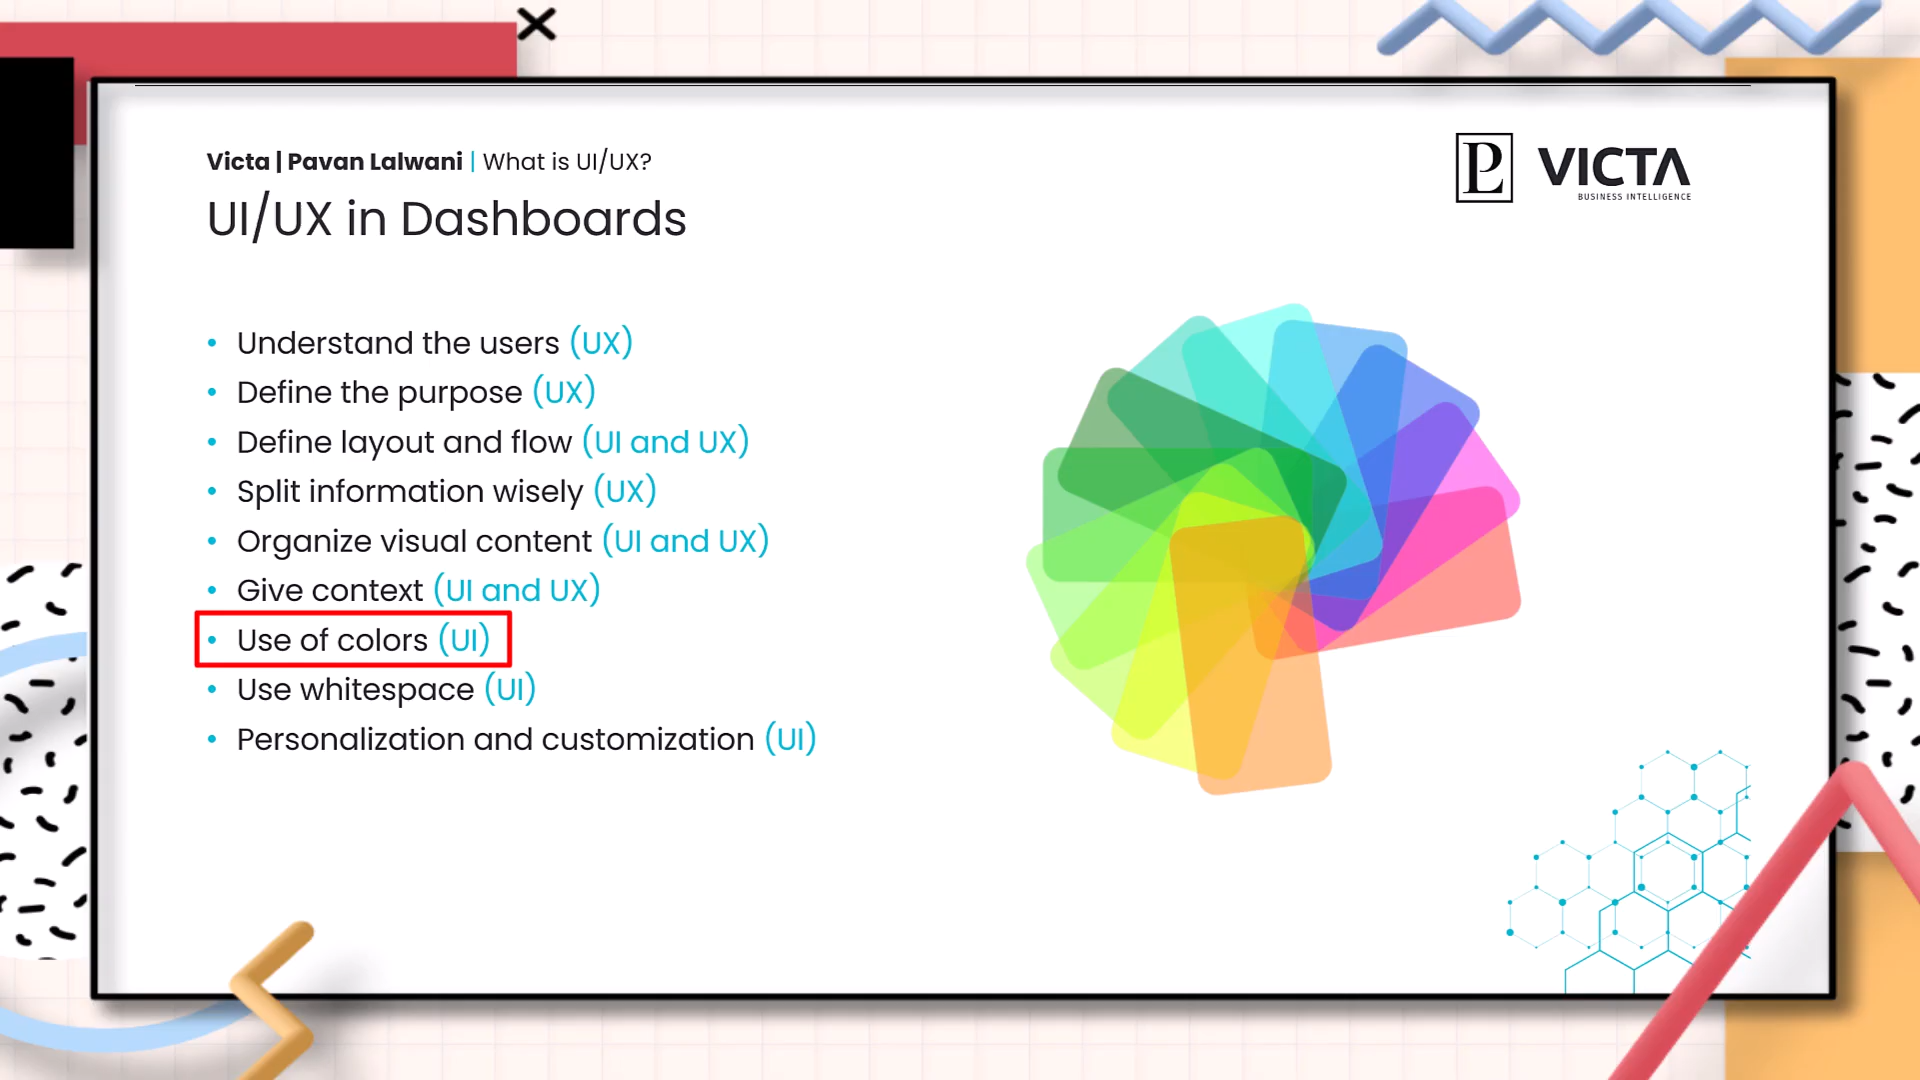 Victa | Pavan Lalwani | What is UI/UX?
UI/UX in Dashboards
PL VICTA
BUSINESS INTELLIGENCE
• Understand the users (UX)
• Define the purpose (UX)
• Define layout and flow (UI and UX)
• Split information wisely (UX)
• Organize visual content (UI and UX)
• Give context (UI and UX)
• Use of colors (UI)
• Use whitespace (UI)
• Personalization and customization (UI)